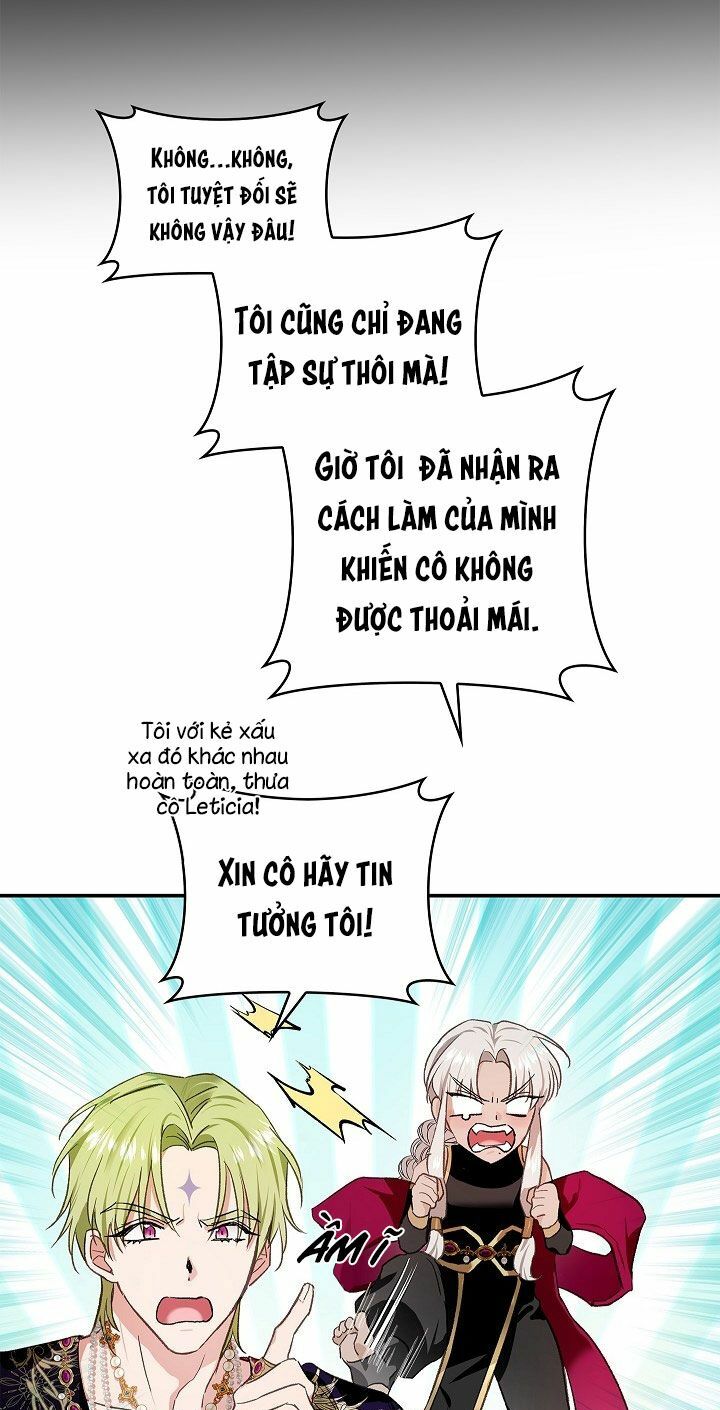 Không...không,
tôi tuyệt đối sẽ
không vậy đâu!
Tôi cũng chỉ đang
tập sự thôi mà!
Giờ tôi đã nhận ra
cách làm của mình
khiến cô không
được thoải mái.
Tôi với kẻ xấu
xa đó khác nhau
hoàn toàn, thưa
cô Leticia!
Xin cô hãy tin
tưởng tôi!
ẦM Ĩ